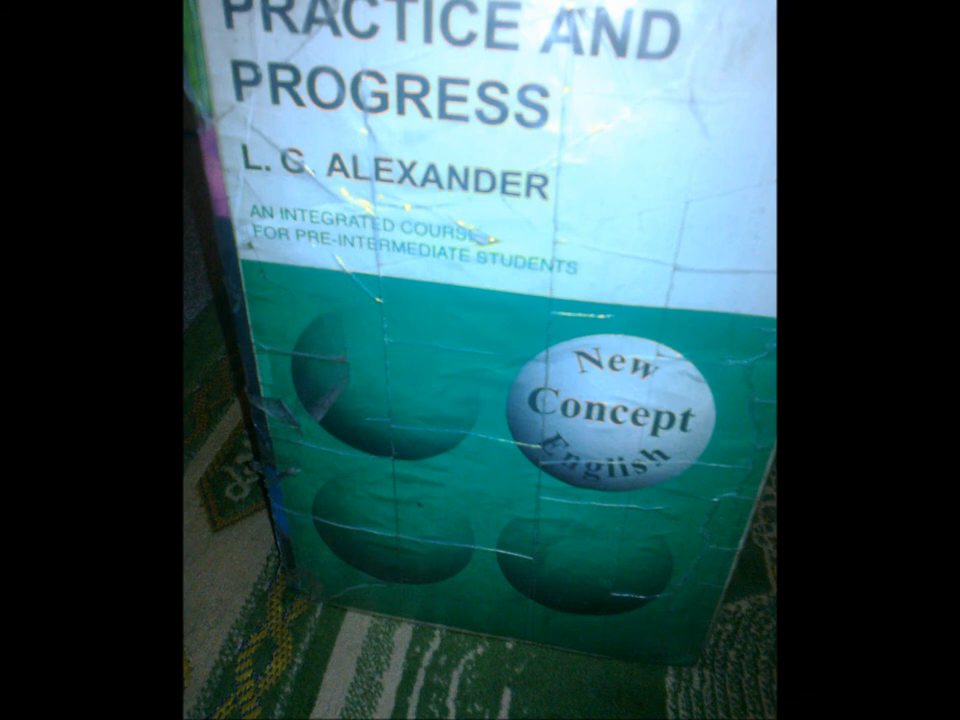 PRACTICE AND
PROGRESS
L. G. ALEXANDER
AN INTEGRATED COURSE
FOR PRE-INTERMEDIATE STUDENTS
New
Concept
English